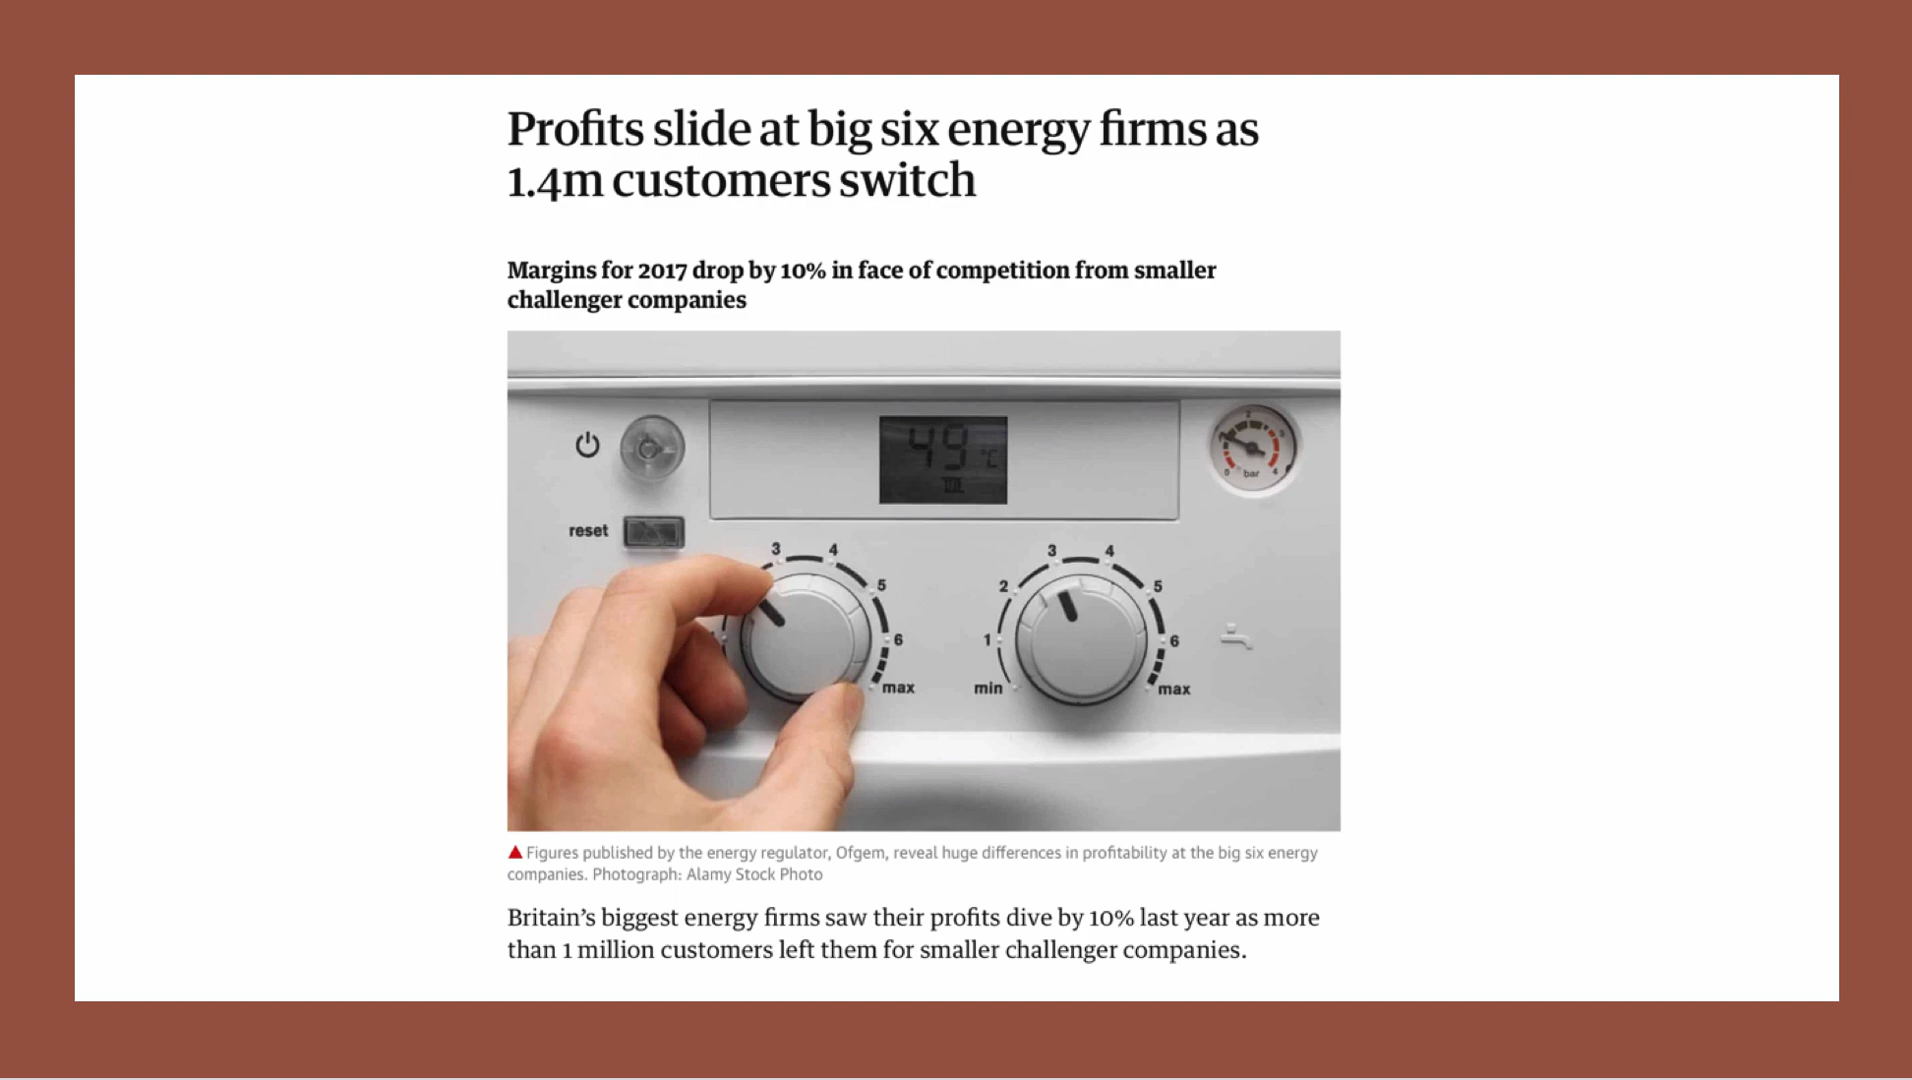 Profits slide at big six energy firms as
1.4m customers switch
Margins for 2017 drop by 10% in face of competition from smaller
challenger companies
49 °C
2
bar
0
4
reset
3 4
5
6
max
3 4
2 5
1 6
min max
Figures published by the energy regulator, Ofgem, reveal huge differences in profitability at the big six energy
companies. Photograph: Alamy Stock Photo
Britain’s biggest energy firms saw their profits dive by 10% last year as more
than 1 million customers left them for smaller challenger companies.